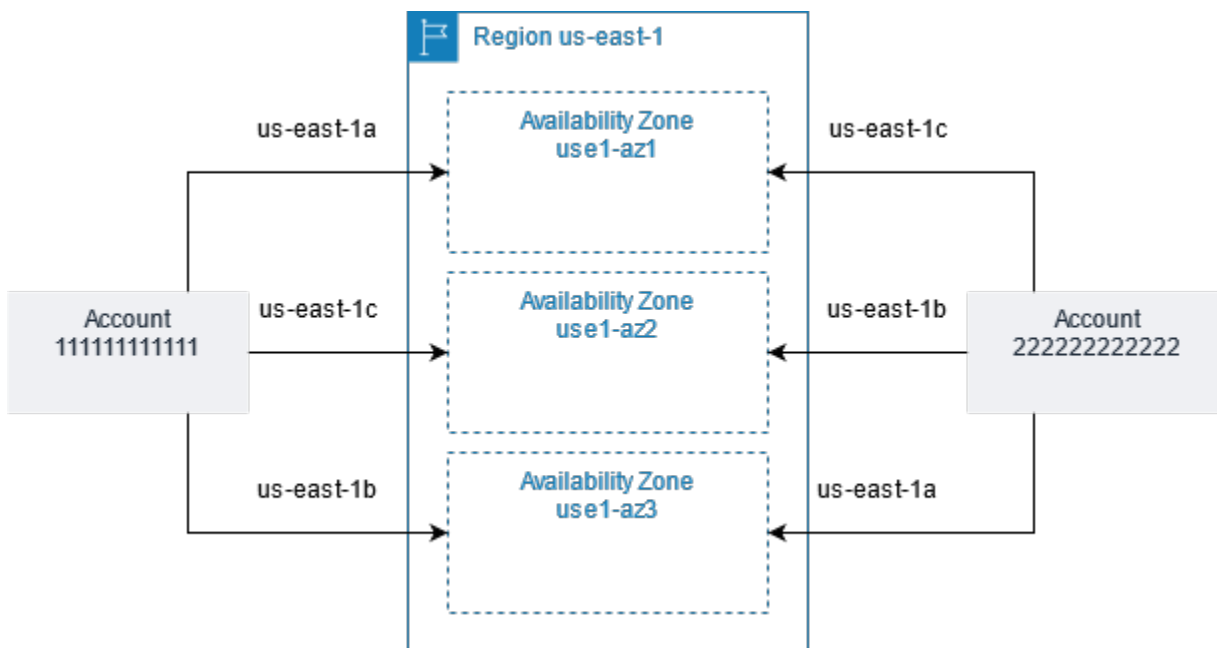 Region us-east-1
us-east-1a
Availability Zone
use1-az1
us-east-1c
Account
111111111111
us-east-1c
Availability Zone
use1-az2
us-east-1b
Account
222222222222
us-east-1b
Availability Zone
use1-az3
us-east-1a